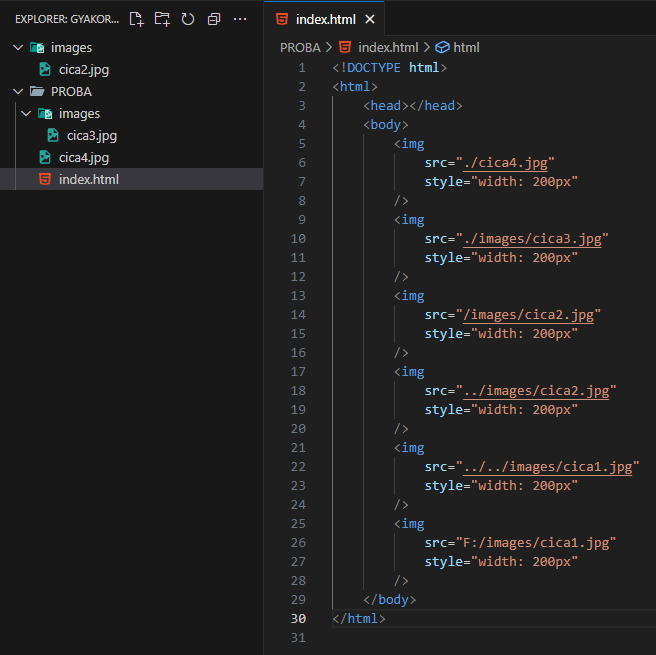 EXPLORER: GYAKOR...
images
cica2.jpg
PROBA
images
cica3.jpg
cica4.jpg
index.html
index.html
PROBA > index.html > html
1 <!DOCTYPE html>
2 <html>
3 <head></head>
4 <body>
5 <img
6 src="./cica4.jpg"
7 style="width: 200px"
8 />
9 <img
10 src="./images/cica3.jpg"
11 style="width: 200px"
12 />
13 <img
14 src="/images/cica2.jpg"
15 style="width: 200px"
16 />
17 <img
18 src="../images/cica2.jpg"
19 style="width: 200px"
20 />
21 <img
22 src="../../images/cica1.jpg"
23 style="width: 200px"
24 />
25 <img
26 src="F:/images/cica1.jpg"
27 style="width: 200px"
28 />
29 </body>
30 </html>
31